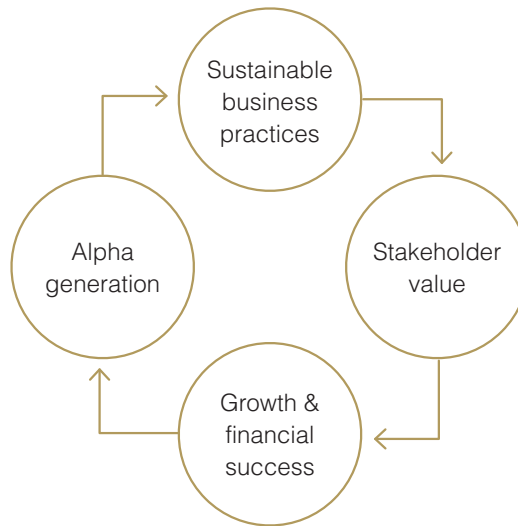 Sustainable
business
practices
Alpha
generation
Stakeholder
value
Growth &
financial
success